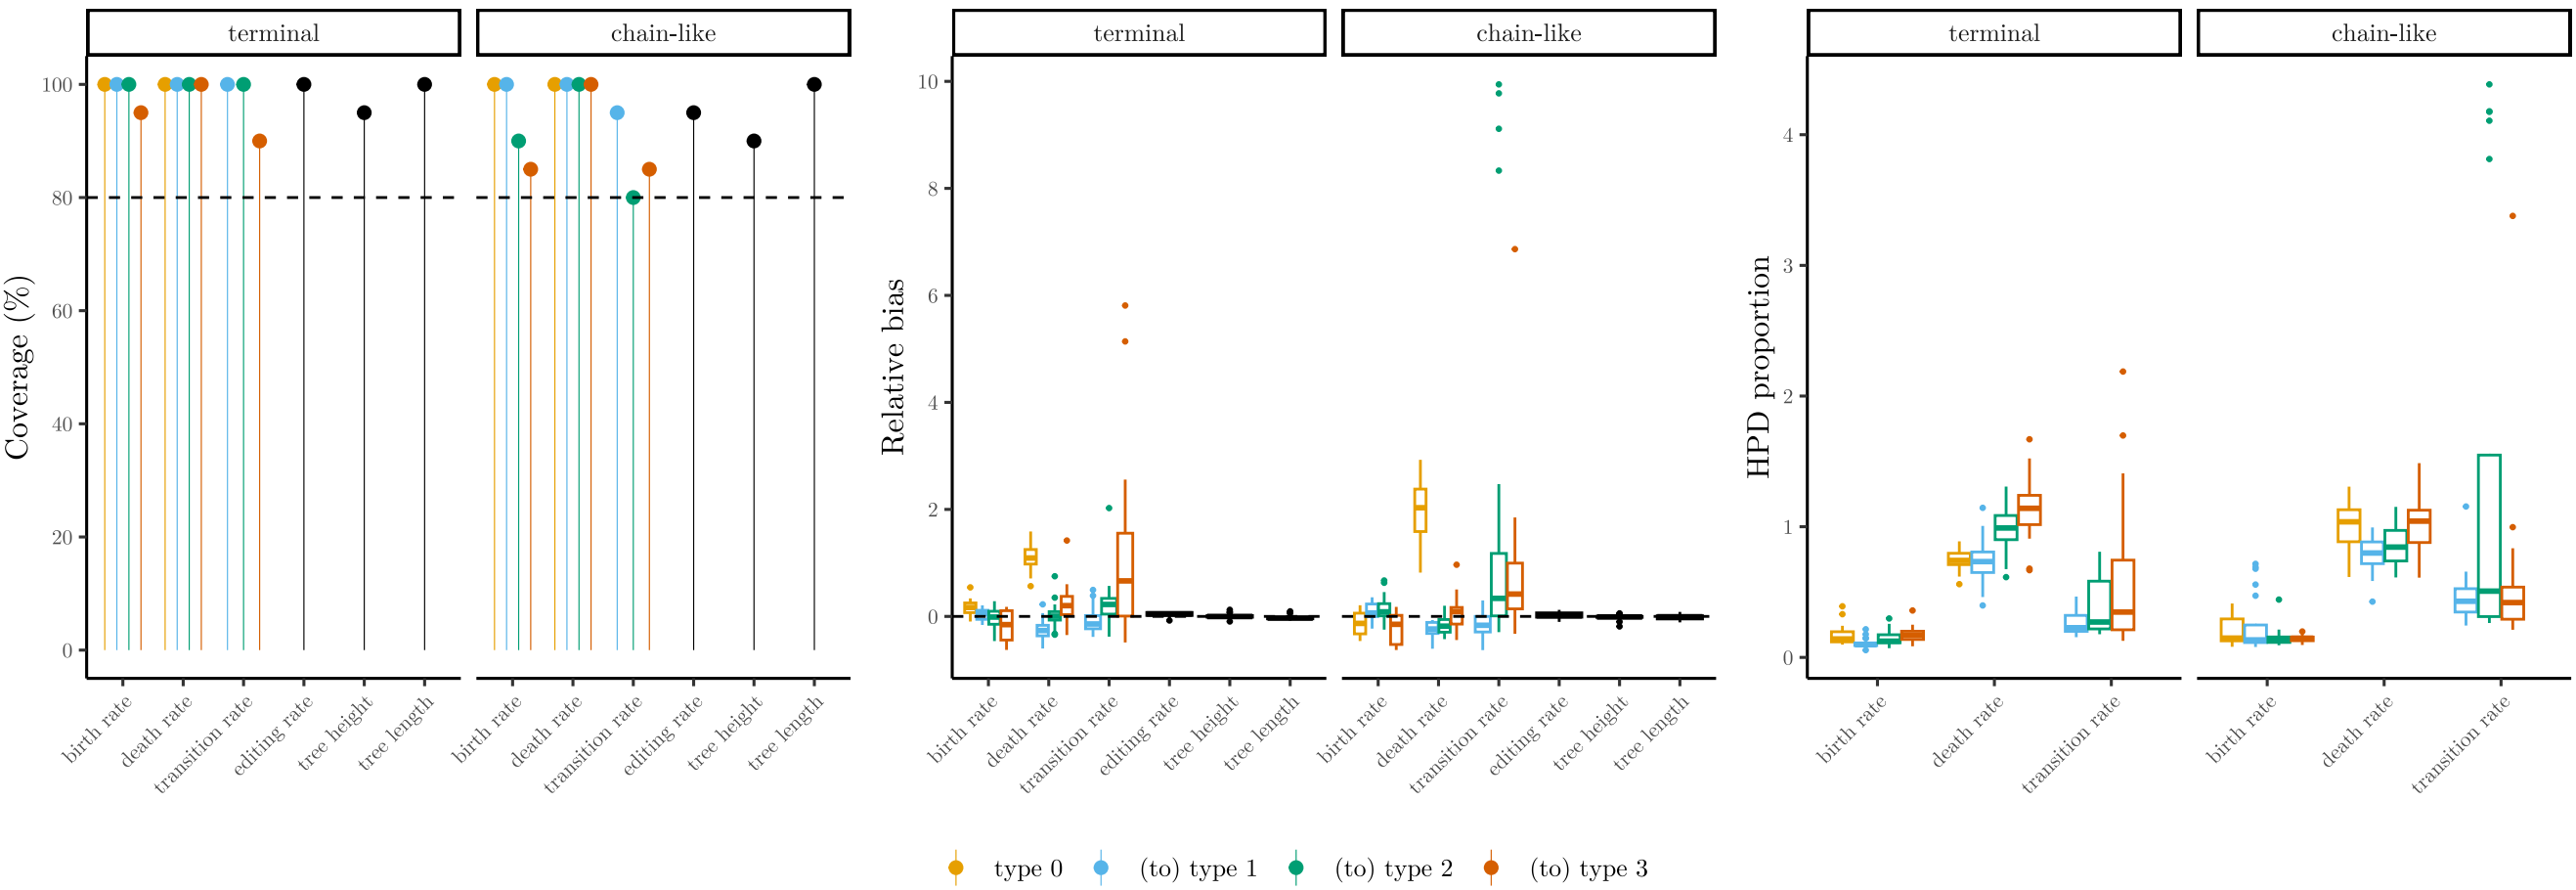 terminal
chain-like
Coverage (%)
100
80
60
40
20
0
birth rate
death rate
transition rate
editing rate
tree height
tree length
birth rate
death rate
transition rate
editing rate
tree height
tree length
terminal
chain-like
Relative bias
10
8
6
4
2
0
birth rate
death rate
transition rate
editing rate
tree height
tree length
birth rate
death rate
transition rate
editing rate
tree height
tree length
terminal
chain-like
HPD proportion
4
3
2
1
0
birth rate
death rate
transition rate
birth rate
death rate
transition rate
type 0
(to) type 1
(to) type 2
(to) type 3